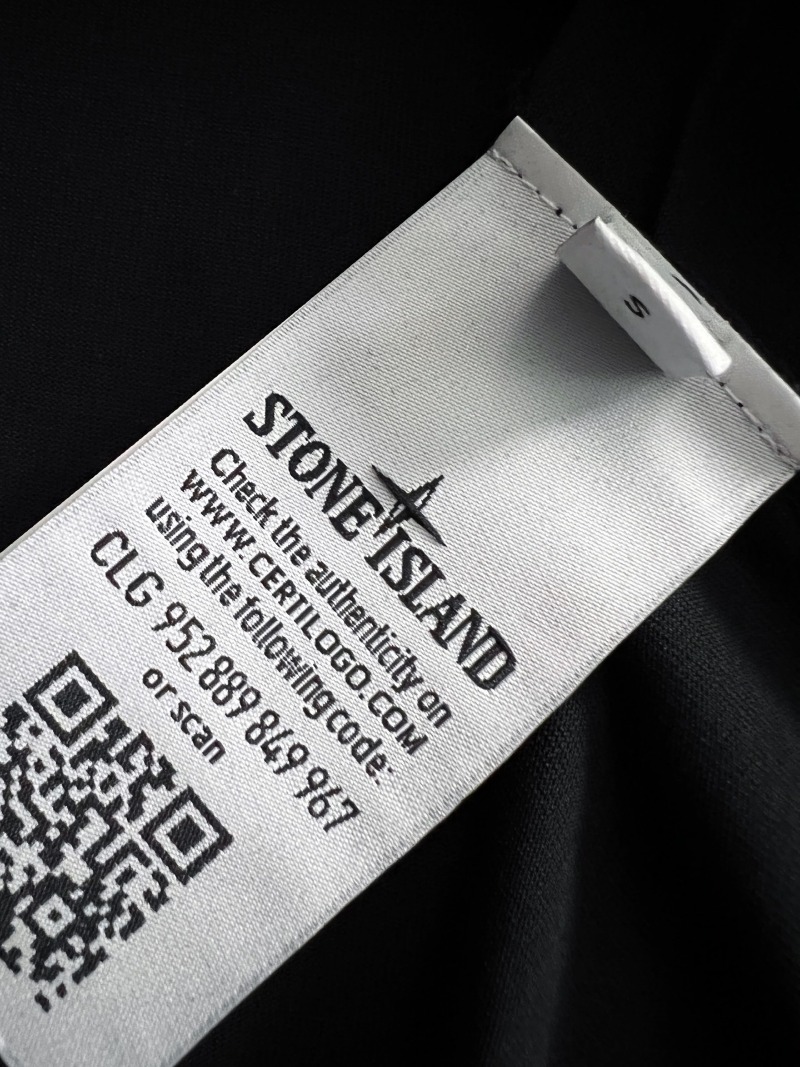 S
STONE ISLAND
Check the authenticity on
WWW.CERTILOGO.COM
using the following code:
CLG 952 889 849 967
or scan